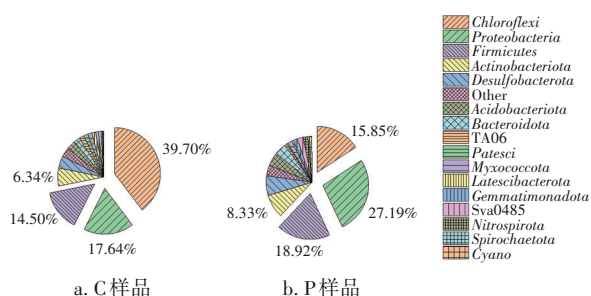 Chloroflexi
Proteobacteria
Firmicutes
Actinobacteriota
Desulfobacterota
Other
Acidobacteriota
Bacteroidota
TA06
Patesci
Myxococcota
Latescibacterota
Gemmatimonadota
Sva0485
Nitrospirota
Spirochaetota
Cyano
39.70%
17.64%
14.50%
6.34%
a. C样品
15.85%
27.19%
18.92%
8.33%
b. P样品